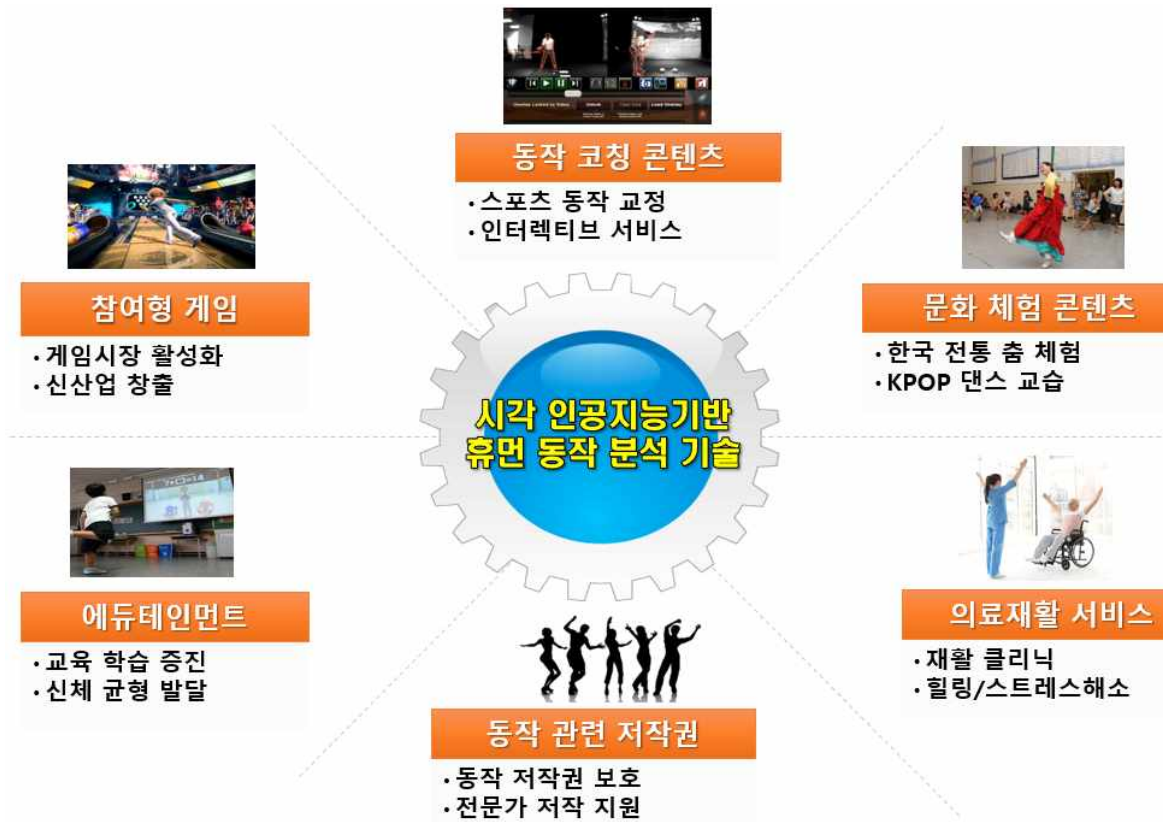 동작 코칭 콘텐츠
· 스포츠 동작 교정
· 인터렉티브 서비스
참여형 게임
· 게임시장 활성화
· 신산업 창출
문화 체험 콘텐츠
· 한국 전통 춤 체험
· KPOP 댄스 교습
시각 인공지능기반
휴먼 동작 분석 기술
에듀테인먼트
· 교육 학습 증진
· 신체 균형 발달
의료재활 서비스
· 재활 클리닉
· 힐링/스트레스해소
동작 관련 저작권
· 동작 저작권 보호
· 전문가 저작 지원